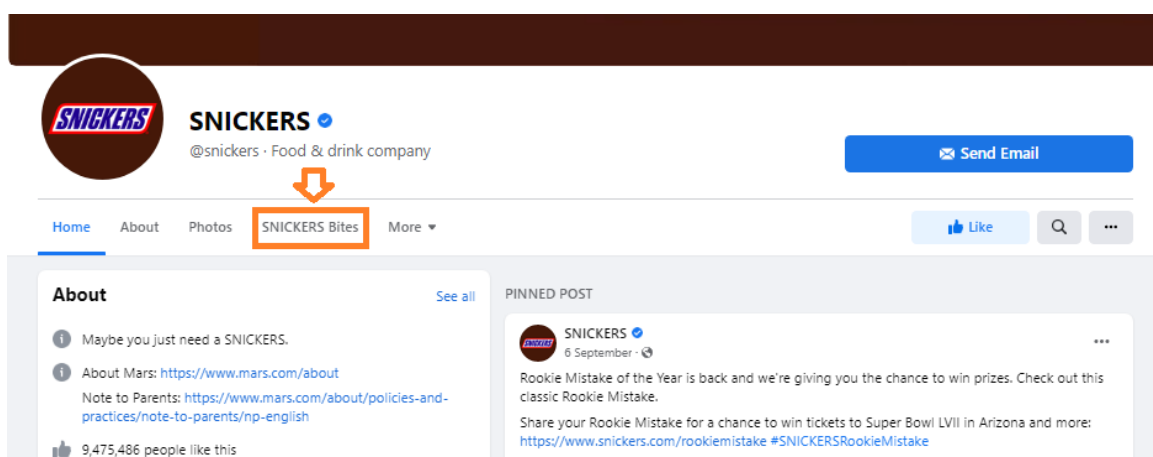 SNICKERS
SNICKERS
@snickers · Food & drink company
Send Email
Home About Photos SNICKERS Bites More
Like
About
See all
Maybe you just need a SNICKERS.
About Mars: https://www.mars.com/about
Note to Parents: https://www.mars.com/about/policies-and-
practices/note-to-parents/np-english
9,475,486 people like this
PINNED POST
SNICKERS
SNICKERS
6 September ·
Rookie Mistake of the Year is back and we're giving you the chance to win prizes. Check out this
classic Rookie Mistake.
Share your Rookie Mistake for a chance to win tickets to Super Bowl LVII in Arizona and more:
https://www.snickers.com/rookiemistake #SNICKERSRookieMistake